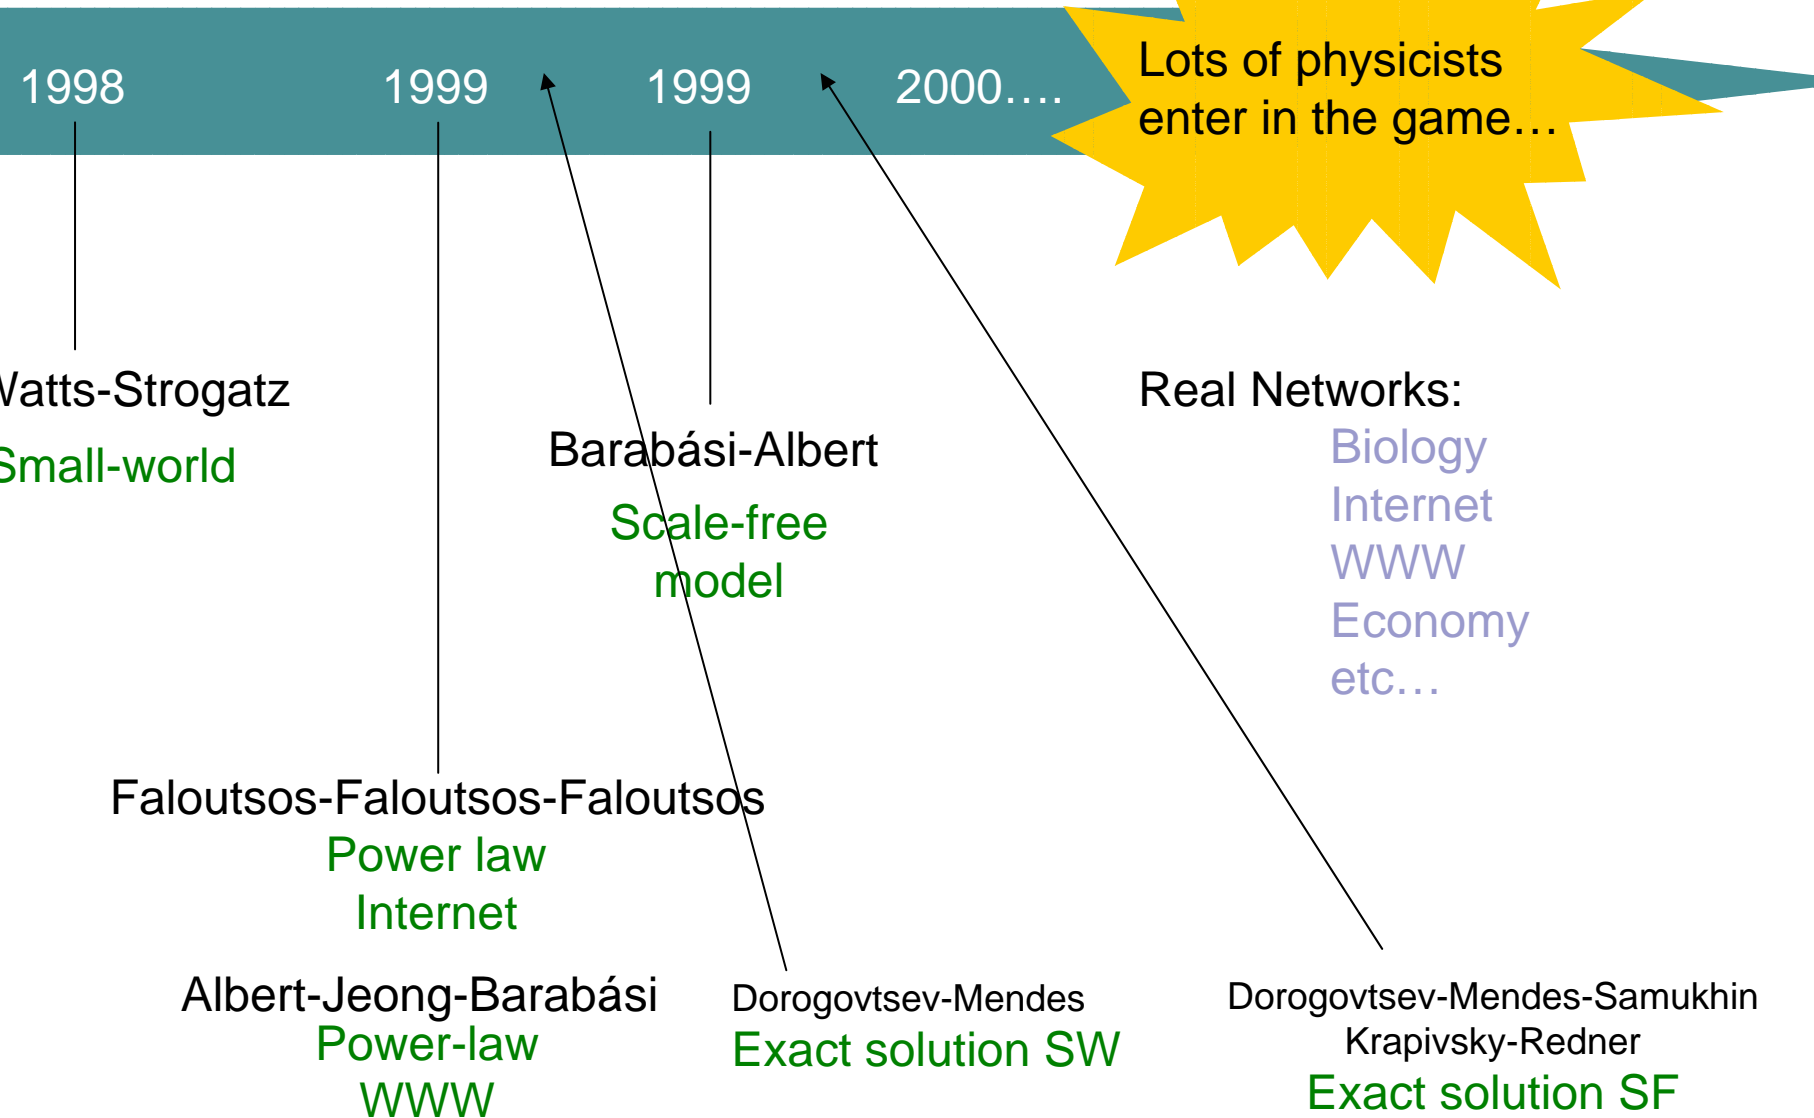 1998
1999
1999
2000….
Lots of physicists
enter in the game…
Watts-Strogatz
Small-world
Barabási-Albert
Scale-free
model
Real Networks:
Biology
Internet
WWW
Economy
etc…
Faloutsos-Faloutsos-Faloutsos
Power law
Internet
Albert-Jeong-Barabási
Power-law
WWW
Dorogovtsev-Mendes
Exact solution SW
Dorogovtsev-Mendes-Samukhin
Krapivsky-Redner
Exact solution SF